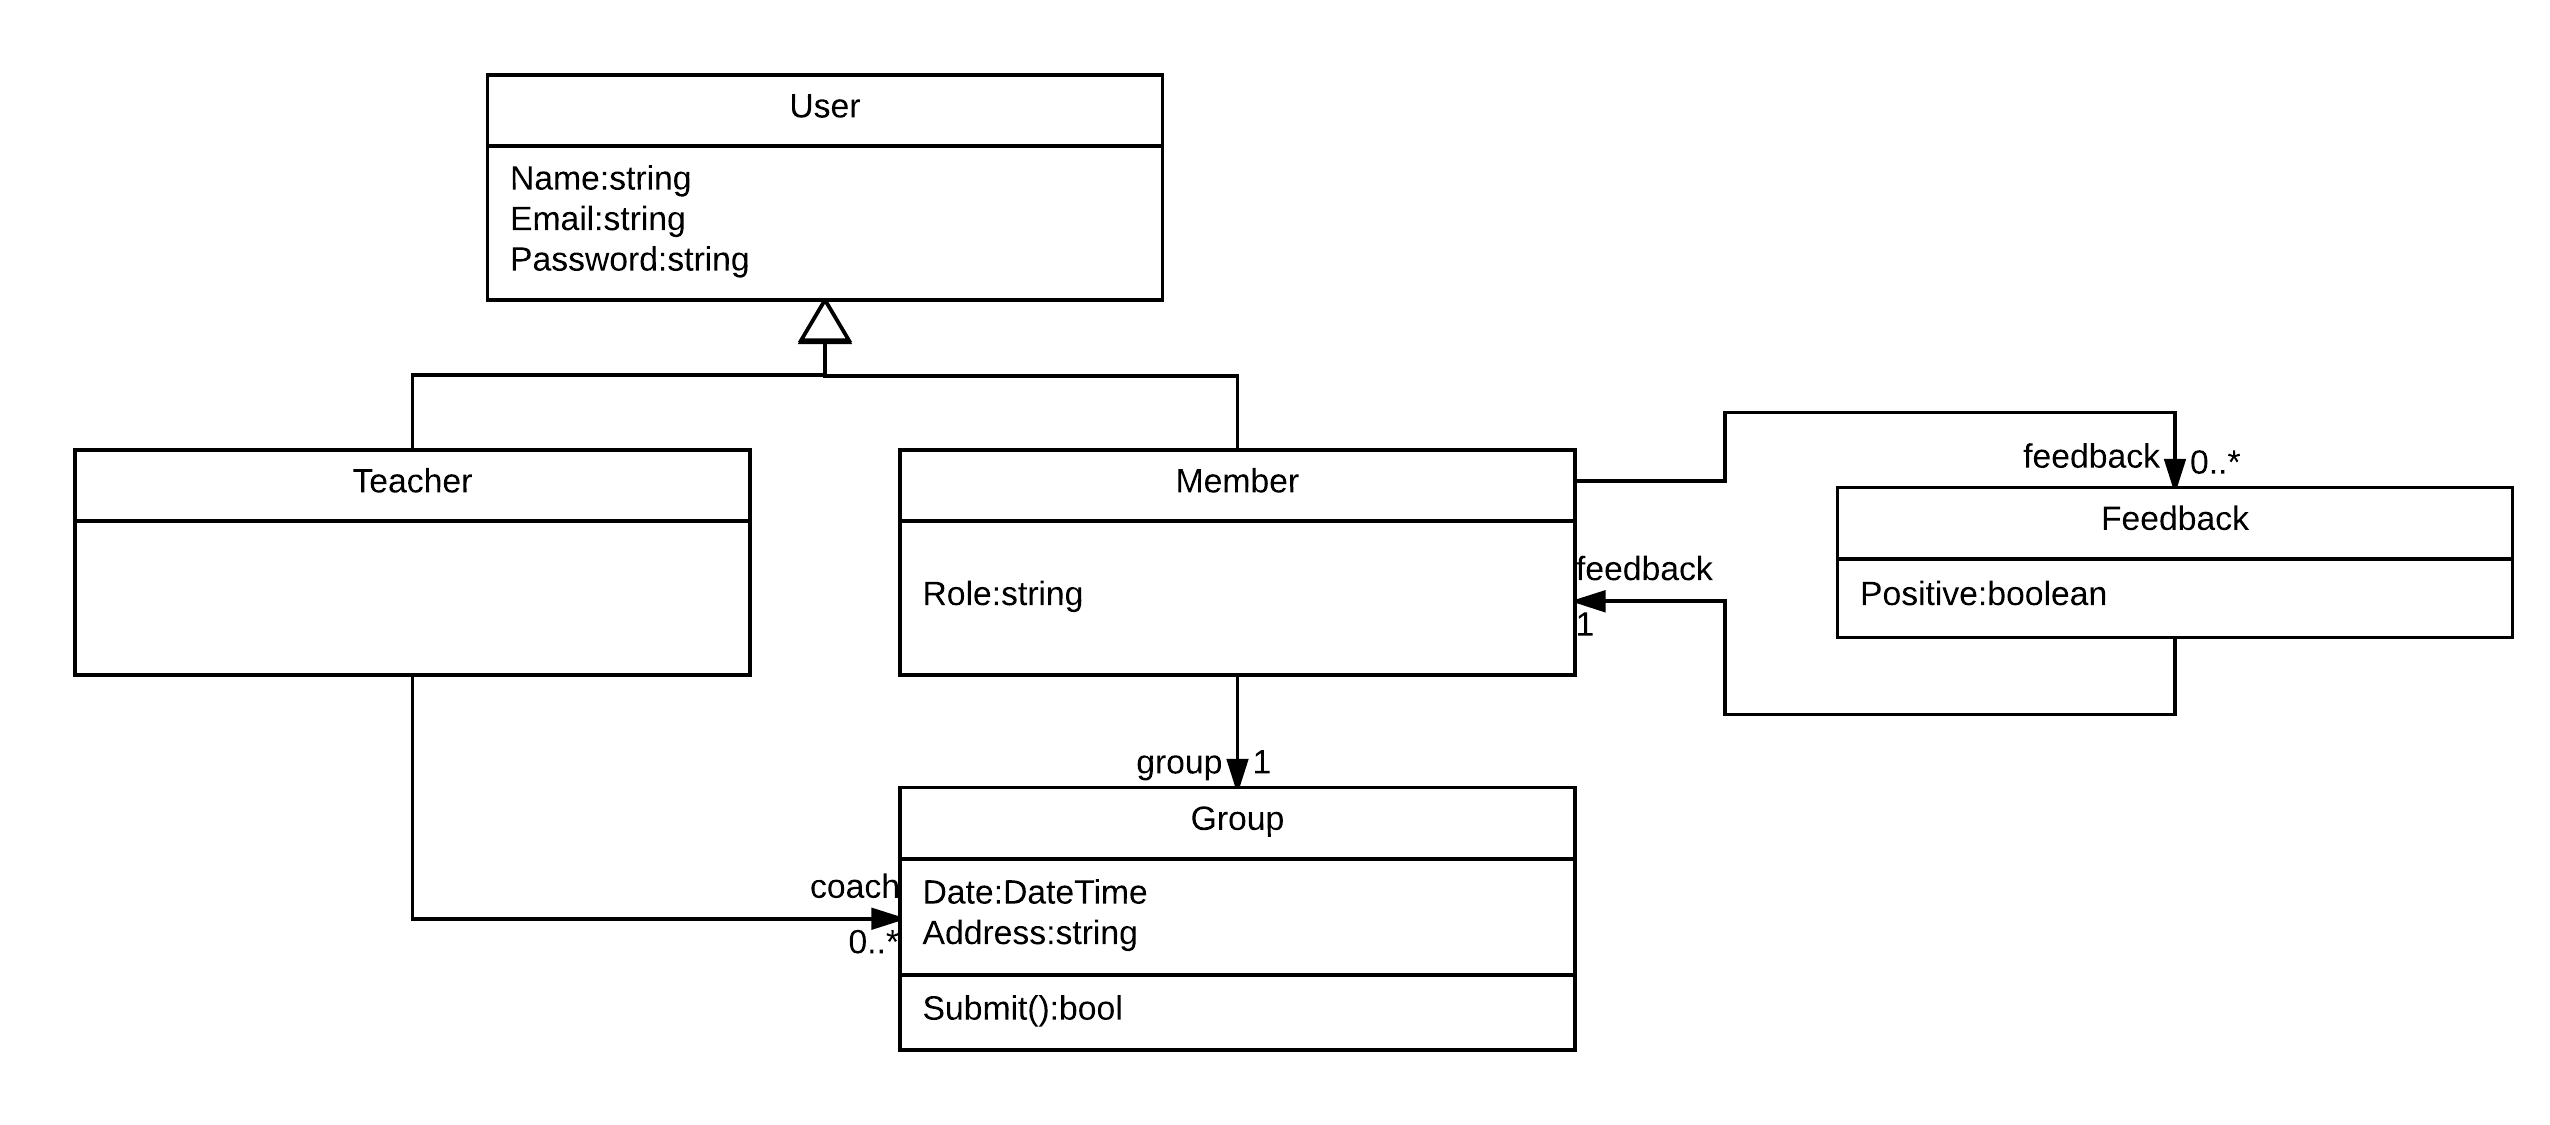 User
Name:string
Email:string
Password:string
Teacher
Member
Role:string
feedback
0..*
Feedback
Positive:boolean
feedback
1
group
1
Group
Date:DateTime
Address:string
Submit():bool
coach
0..*